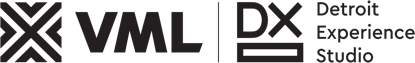 VML
DX
Detroit
Experience
Studio